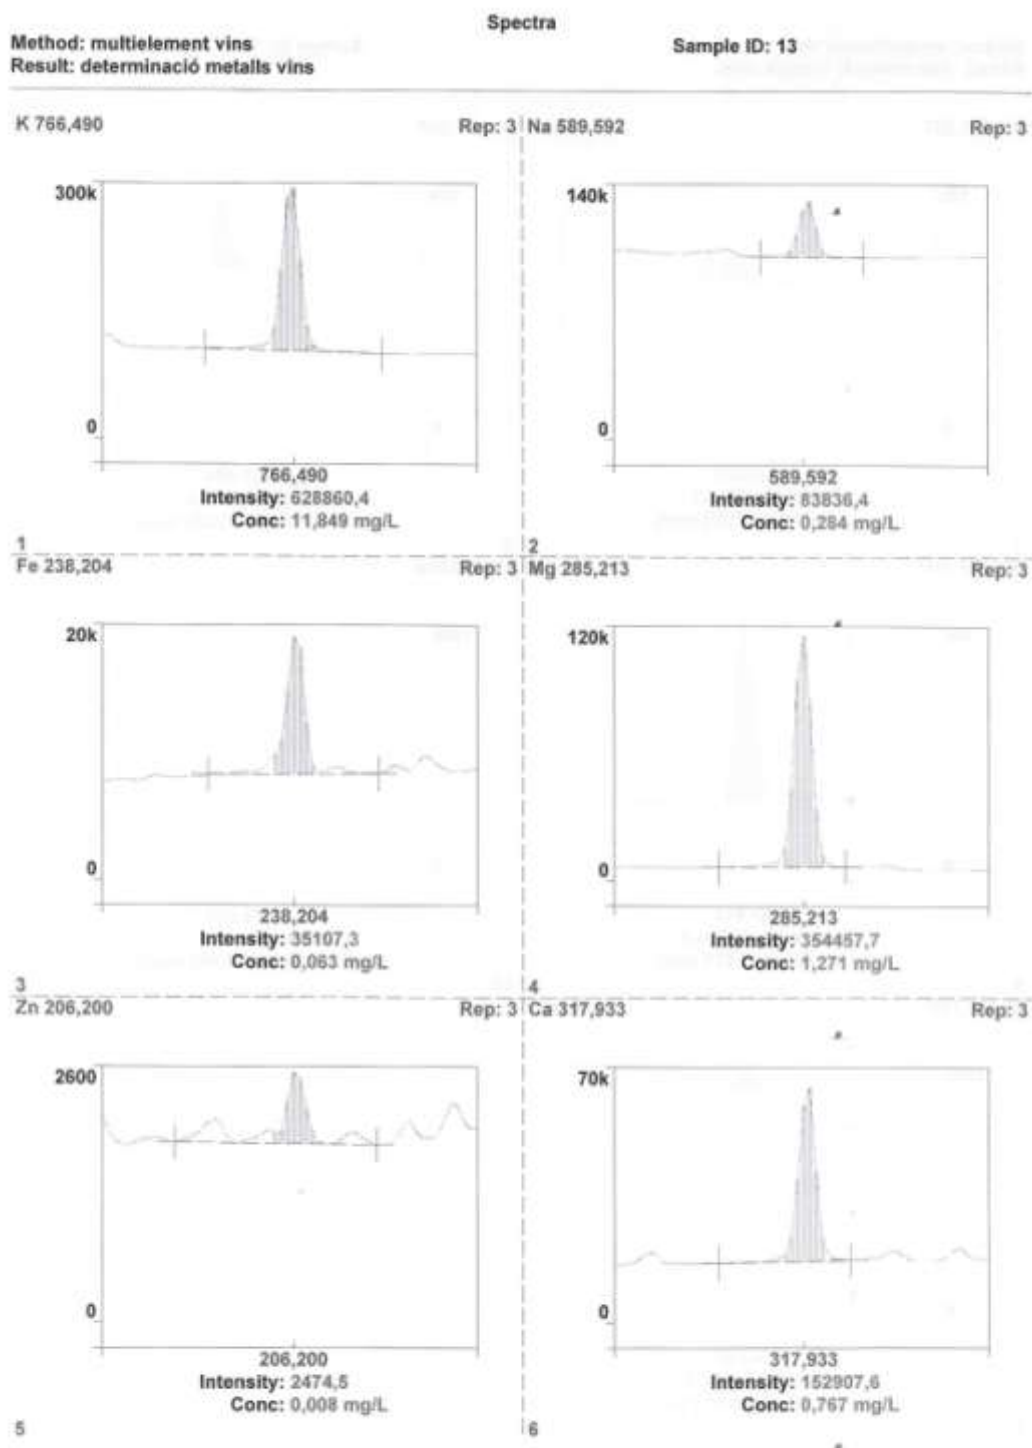 Spectra
Method: multielement vins
Sample ID: 13
Result: determinació metalls vins
K 766,490
Rep: 3
300k
0
766,490
Intensity: 628860,4
Conc: 11,849 mg/L
1
Na 589,592
Rep: 3
140k
0
589,592
Intensity: 83836,4
Conc: 0,284 mg/L
2
Fe 238,204
Rep: 3
20k
0
238,204
Intensity: 35107,3
Conc: 0,063 mg/L
3
Mg 285,213
Rep: 3
120k
0
285,213
Intensity: 354457,7
Conc: 1,271 mg/L
4
Zn 206,200
Rep: 3
2600
0
206,200
Intensity: 2474,5
Conc: 0,008 mg/L
5
Ca 317,933
Rep: 3
70k
0
317,933
Intensity: 152907,6
Conc: 0,767 mg/L
6